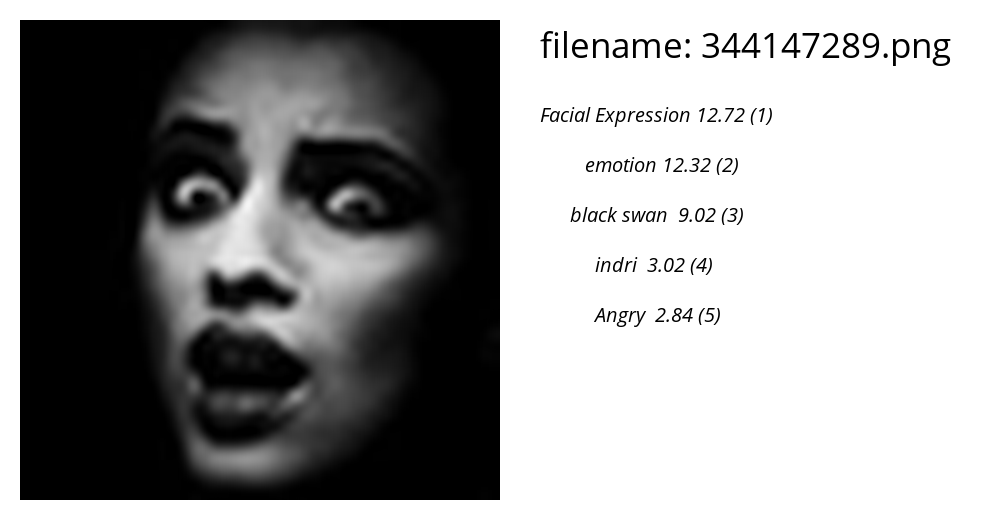 filename: 344147289.png
Facial Expression 12.72 (1)
emotion 12.32 (2)
black swan  9.02 (3)
indri  3.02 (4)
Angry  2.84 (5)